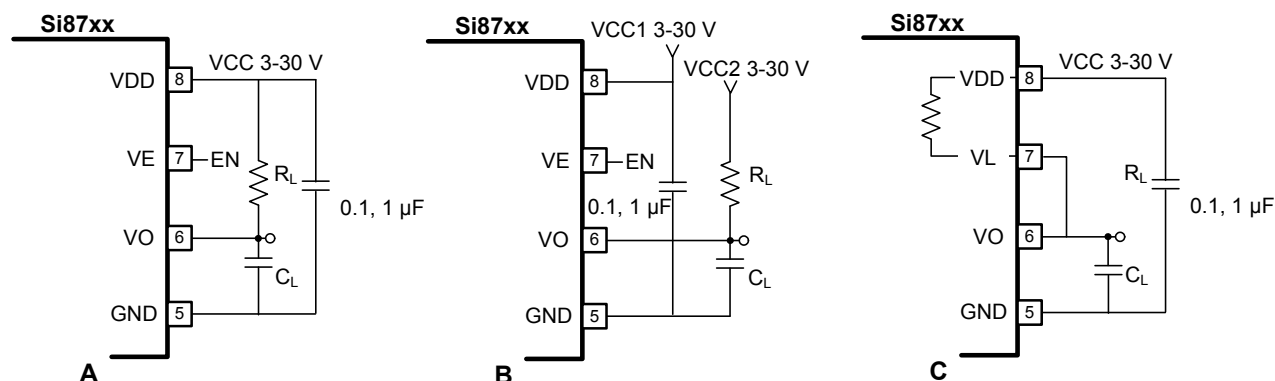 Si87xx
VCC 3-30 V
VDD
8
VE
7
EN
RL
0.1, 1 µF
VO
6
CL
GND
5
A
Si87xx
VCC1 3-30 V
VCC2 3-30 V
VDD
8
VE
7
EN
RL
0.1, 1 µF
VO
6
CL
GND
5
B
Si87xx
VCC 3-30 V
VDD
8
VL
7
RL
0.1, 1 µF
VO
6
CL
GND
5
C